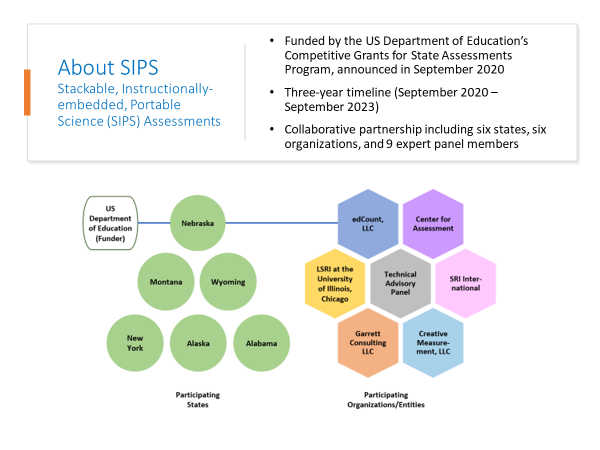 About SIPS
Stackable, Instructionally-
embedded, Portable
Science (SIPS) Assessments
• Funded by the US Department of Education’s
Competitive Grants for State Assessments
Program, announced in September 2020
• Three-year timeline (September 2020 –
September 2023)
• Collaborative partnership including six states, six
organizations, and 9 expert panel members
US
Department
of Education
(Funder)
Nebraska
edCount,
LLC
Center for
Assessment
Montana
Wyoming
LSRI at the
University
of Illinois,
Chicago
Technical
Advisory
Panel
SRI Inter-
national
New
York
Alaska
Alabama
Garrett
Consulting
LLC
Creative
Measure-
ment, LLC
Participating
States
Participating
Organizations/Entities